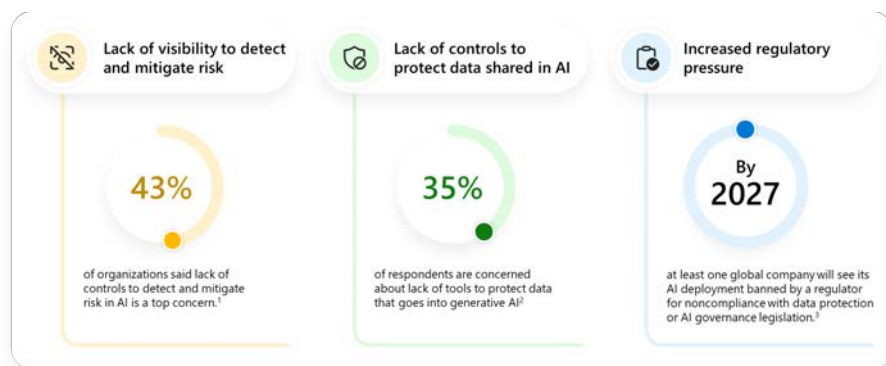 Lack of visibility to detect
and mitigate risk
43%
of organizations said lack of
controls to detect and mitigate
risk in AI is a top concern.¹
Lack of controls to
protect data shared in AI
35%
of respondents are concerned
about lack of tools to protect data
that goes into generative AI²
Increased regulatory
pressure
By
2027
at least one global company will see its
AI deployment banned by a regulator
for noncompliance with data protection
or AI governance legislation.³